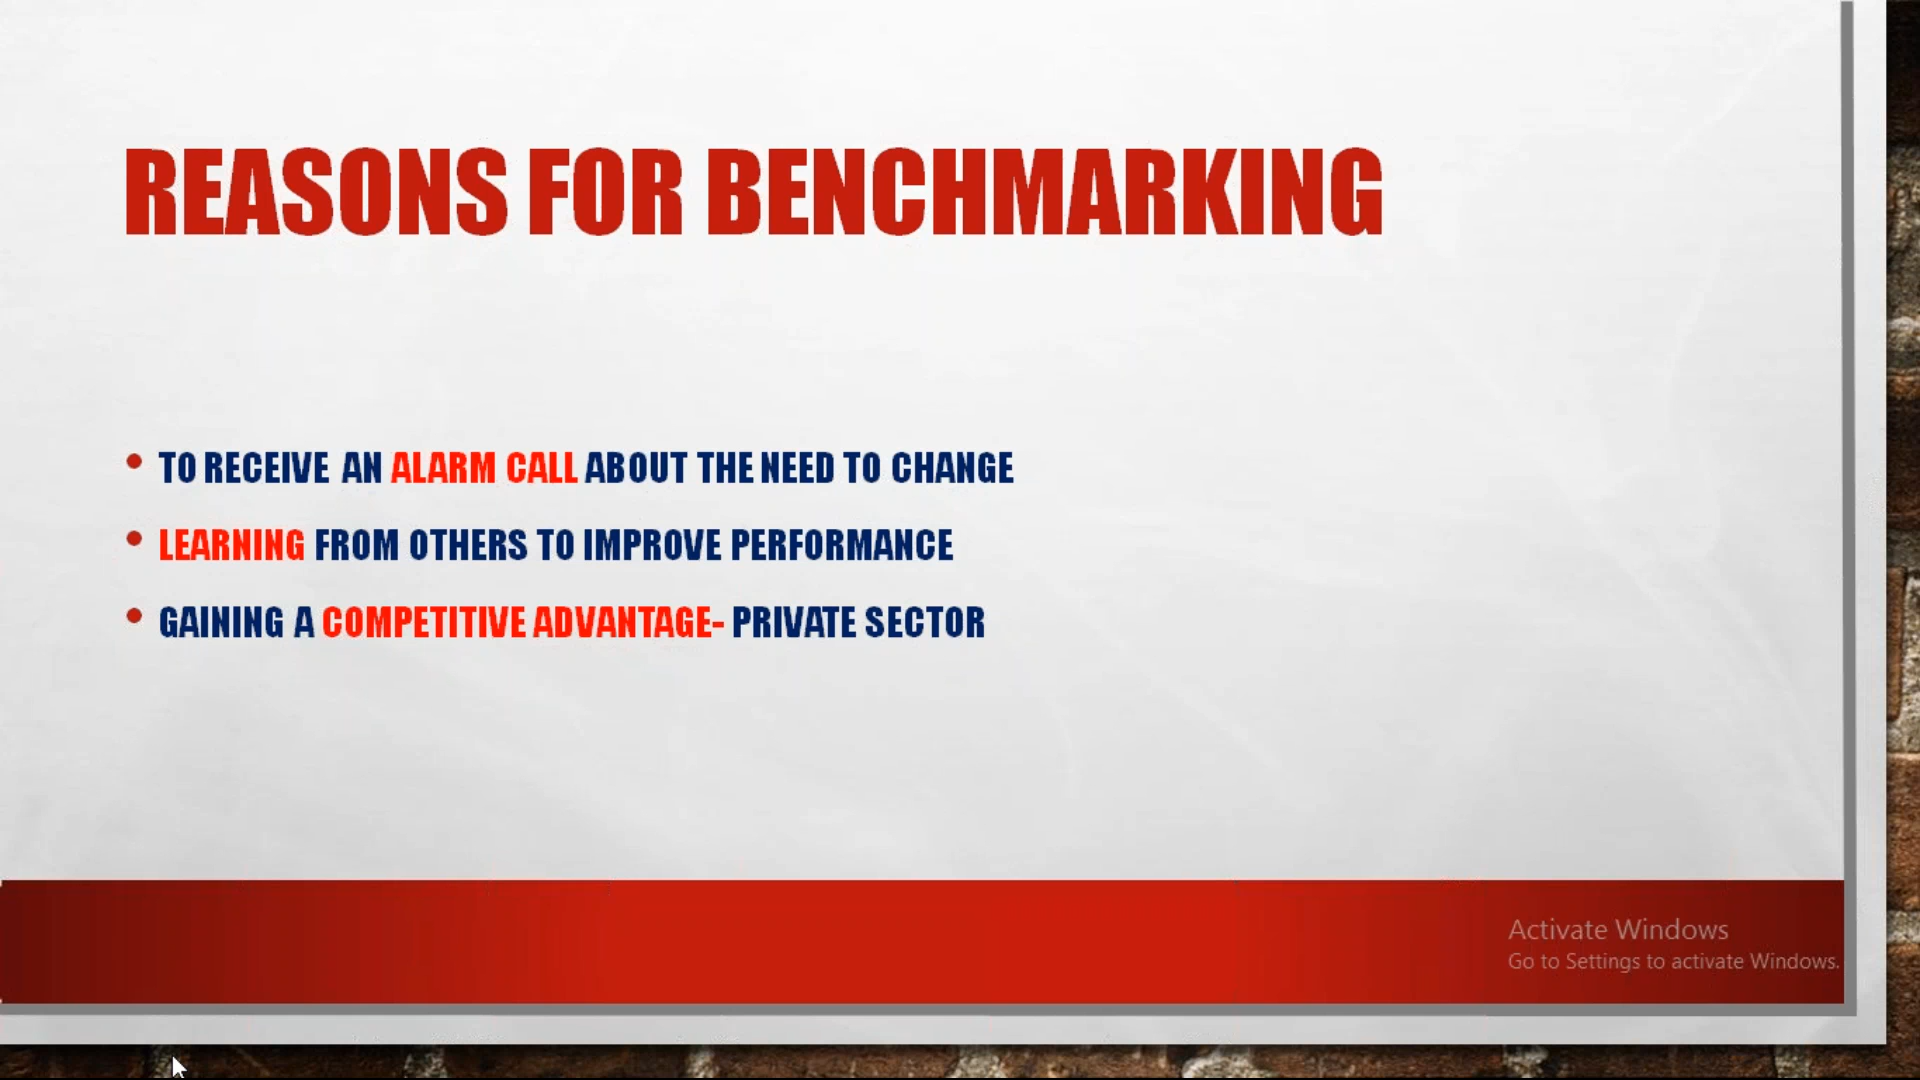 REASONS FOR BENCHMARKING
• TO RECEIVE AN ALARM CALL ABOUT THE NEED TO CHANGE
• LEARNING FROM OTHERS TO IMPROVE PERFORMANCE
• GAINING A COMPETITIVE ADVANTAGE- PRIVATE SECTOR
Activate Windows
Go to Settings to activate Windows.